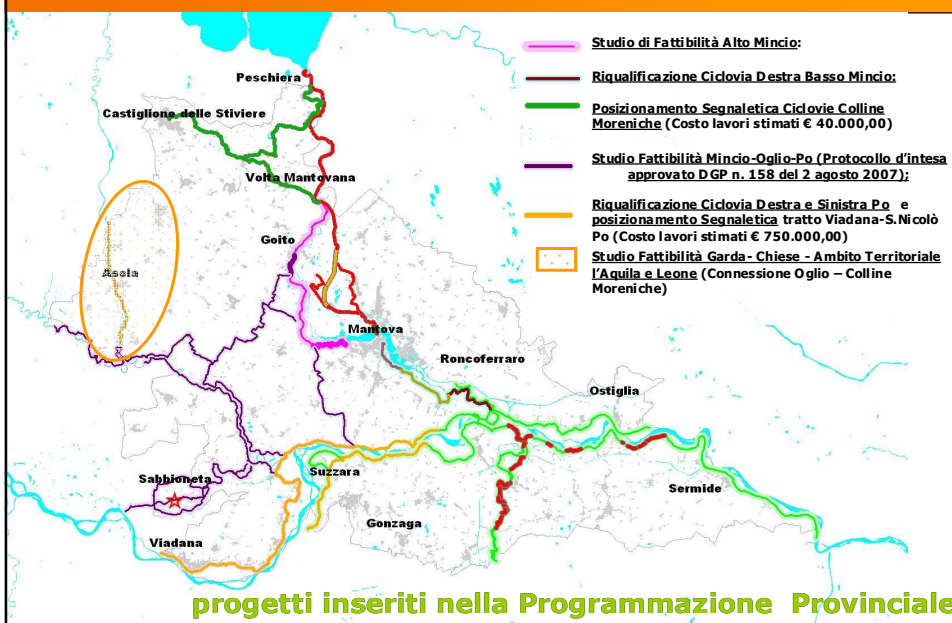 Studio di Fattibilità Alto Mincio:
Riqualificazione Ciclovia Destra Basso Mincio:
Posizionamento Segnaletica Ciclovie Colline
Moreniche (Costo lavori stimati € 40.000,00)
Studio Fattibilità Mincio-Oglio-Po (Protocollo d'intesa
approvato DGP n. 158 del 2 agosto 2007);
Riqualificazione Ciclovia Destra e Sinistra Po e
posizionamento Segnaletica tratto Viadana-S.Nicolò
Po (Costo lavori stimati € 750.000,00)
Studio Fattibilità Garda- Chiese - Ambito Territoriale
l'Aquila e Leone (Connessione Oglio – Colline
Moreniche)
Peschiera
Castiglione delle Stiviere
Volta Mantovana
Goito
Asola
Mantova
Roncoferraro
Ostiglia
Sabbioneta
Suzzara
Sermide
Gonzaga
Viadana
progetti inseriti nella Programmazione Provinciale